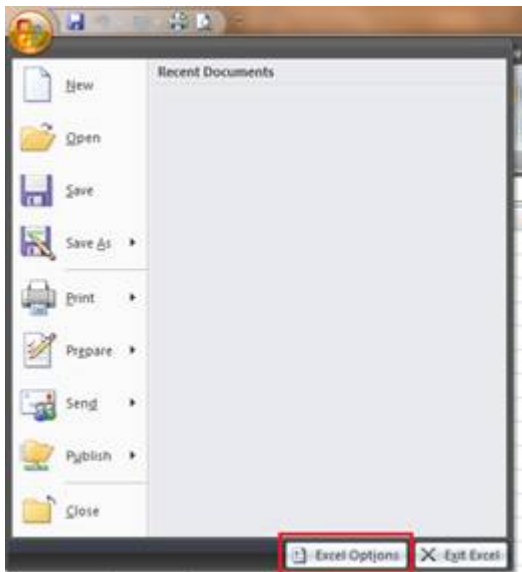 Recent Documents
New
Open
Save
Save As
Print
Prepare
Send
Publish
Close
Excel Options
Exit Excel